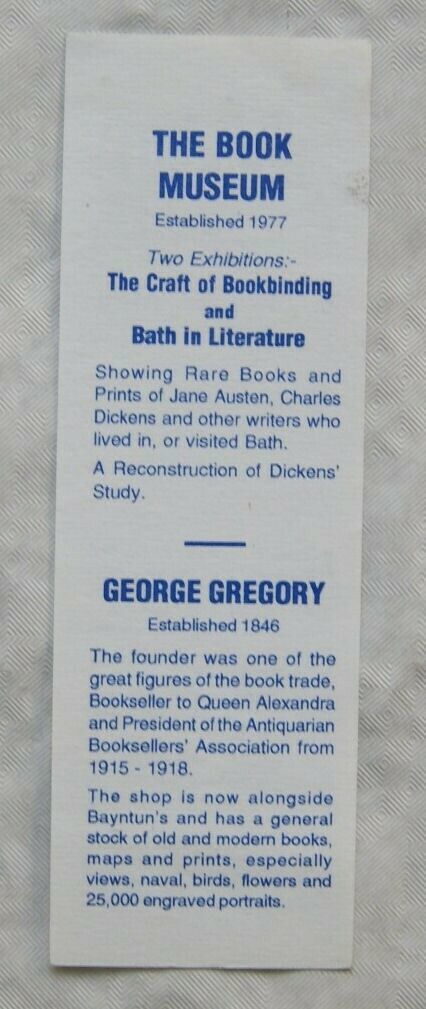 THE BOOK
MUSEUM
Established 1977
Two Exhibitions:-
The Craft of Bookbinding
and
Bath in Literature
Showing Rare Books and
Prints of Jane Austen, Charles
Dickens and other writers who
lived in, or visited Bath.
A Reconstruction of Dickens'
Study.
GEORGE GREGORY
Established 1846
The founder was one of the
great figures of the book trade,
Bookseller to Queen Alexandra
and President of the Antiquarian
Booksellers' Association from
1915 - 1918.
The shop is now alongside
Bayntun's and has a general
stock of old and modern books,
maps and prints, especially
views, naval, birds, flowers and
25,000 engraved portraits.